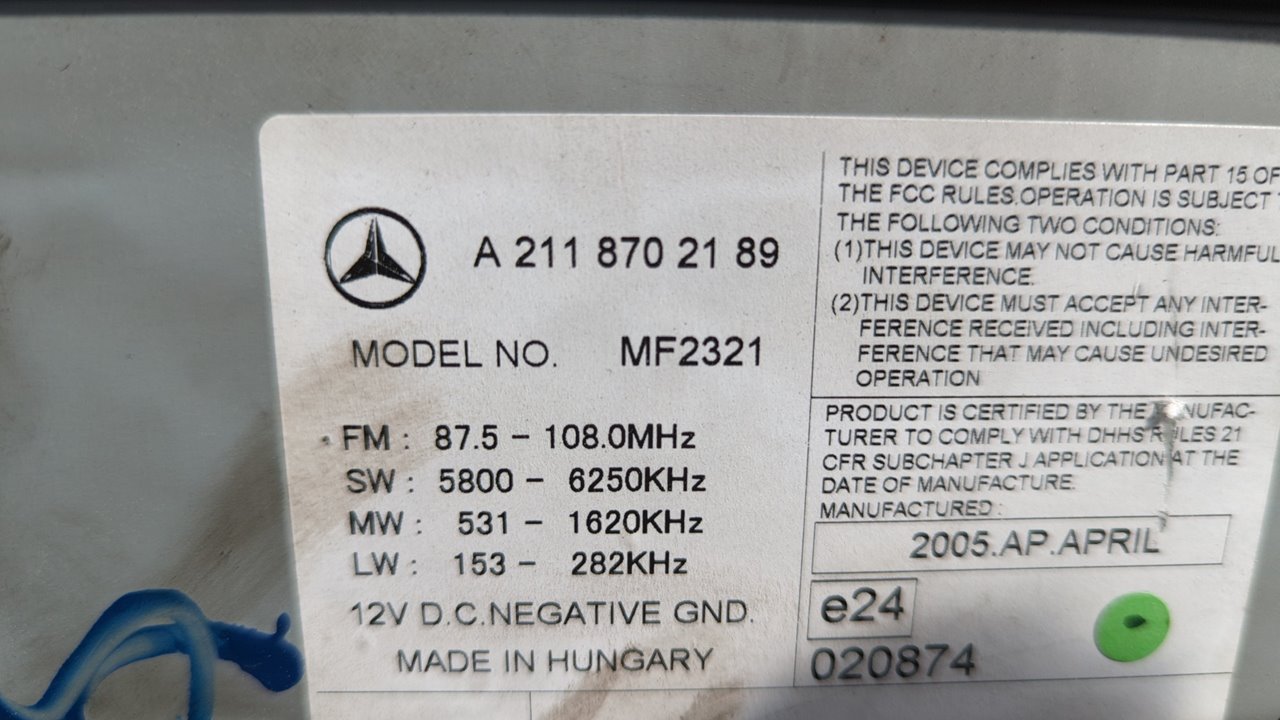 A 211 870 21 89
MODEL NO. MF2321
FM : 87.5 - 108.0MHz
SW : 5800 - 6250KHz
MW : 531 - 1620KHz
LW : 153 - 282KHz
12V D.C.NEGATIVE GND.
MADE IN HUNGARY
THIS DEVICE COMPLIES WITH PART 15 OF
THE FCC RULES.OPERATION IS SUBJECT
THE FOLLOWING TWO CONDITIONS:
(1)THIS DEVICE MAY NOT CAUSE HARMFUL
INTERFERENCE.
(2)THIS DEVICE MUST ACCEPT ANY INTER-
FERENCE RECEIVED INCLUDING INTER-
FERENCE THAT MAY CAUSE UNDESIRED
OPERATION
PRODUCT IS CERTIFIED BY THE MANUFAC-
TURER TO COMPLY WITH DHHS RULES 21
CFR SUBCHAPTER J APPLICATION AT THE
DATE OF MANUFACTURE.
MANUFACTURED :
2005.AP.APRIL
e24
020874